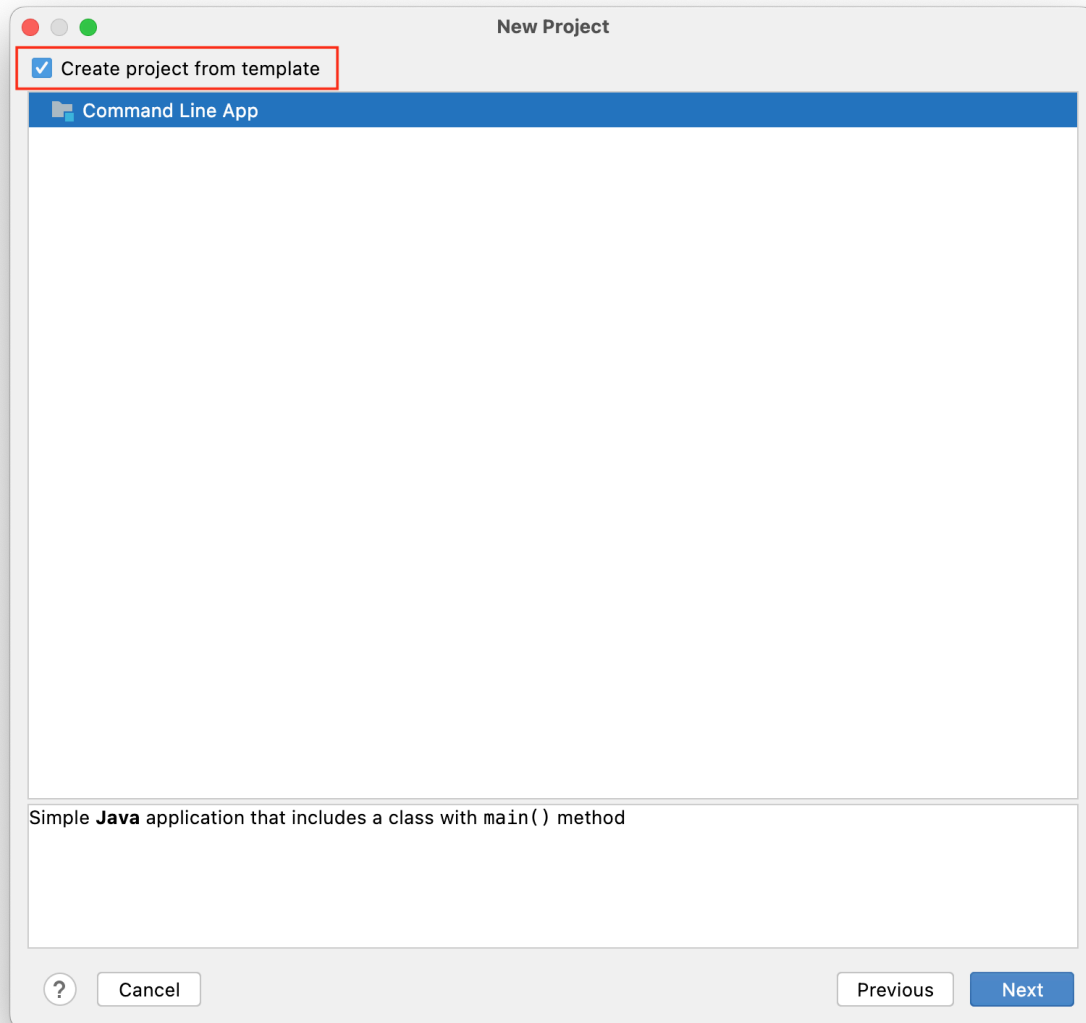 New Project
Create project from template
Command Line App
Simple Java application that includes a class with main() method
? Cancel Previous Next